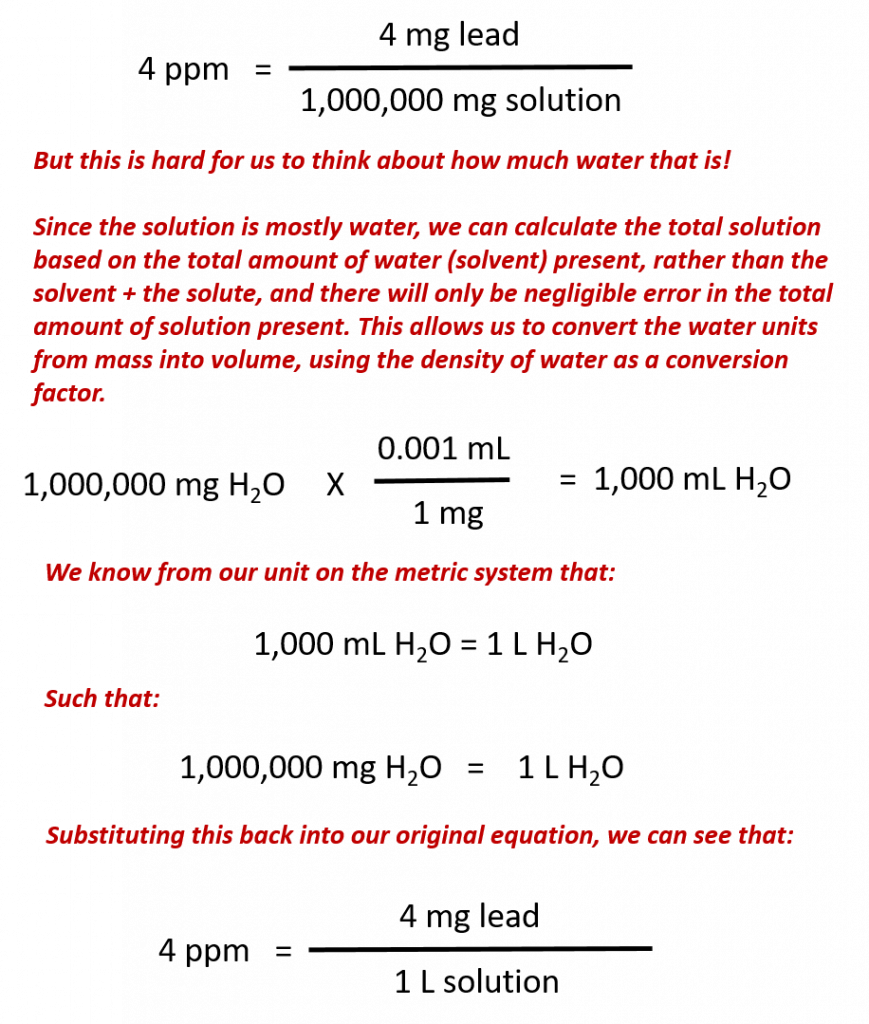 4 mg lead
4 ppm =
1,000,000 mg solution
But this is hard for us to think about how much water that is!
Since the solution is mostly water, we can calculate the total solution
based on the total amount of water (solvent) present, rather than the
solvent + the solute, and there will only be negligible error in the total
amount of solution present. This allows us to convert the water units
from mass into volume, using the density of water as a conversion
factor.
0.001 mL
1,000,000 mg H₂O X = 1,000 mL H₂O
1 mg
We know from our unit on the metric system that:
1,000 mL H₂O = 1 L H₂O
Such that:
1,000,000 mg H₂O = 1 L H₂O
Substituting this back into our original equation, we can see that:
4 mg lead
4 ppm =
1 L solution